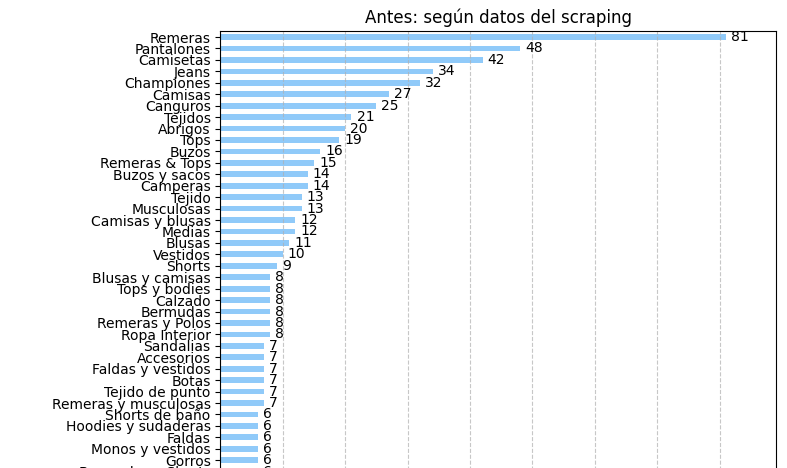 Antes: según datos del scraping
Remeras 81
Pantalones 48
Camisetas 42
Jeans 34
Championes 32
Camisas 27
Canguros 25
Tejidos 21
Abrigos 20
Tops 19
Buzos 16
Remeras & Tops 15
Buzos y sacos 14
Camperas 14
Tejido 13
Musculosas 13
Camisas y blusas 12
Medias 12
Blusas 11
Vestidos 10
Shorts 9
Blusas y camisas 8
Tops y bodies 8
Calzado 8
Bermudas 8
Remeras y Polos 8
Ropa Interior 8
Sandalias 7
Accesorios 7
Faldas y vestidos 7
Botas 7
Tejido de punto 7
Remeras y musculosas 7
Shorts de baño 6
Hoodies y sudaderas 6
Faldas 6
Monos y vestidos 6
Gorros 6